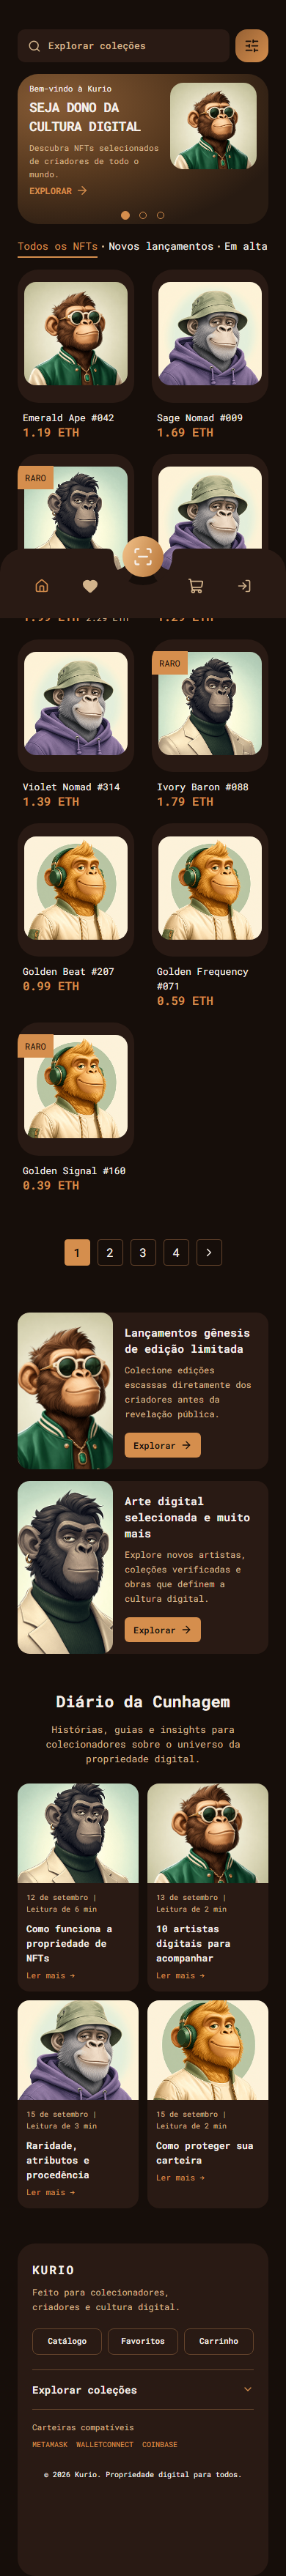 Explorar coleções
Bem-vindo à Kurio
SEJA DONO DA
CULTURA DIGITAL
Descubra NFTs selecionados
de criadores de todo o
mundo.
EXPLORAR →
Todos os NFTs · Novos lançamentos · Em alta
Emerald Ape #042
1.19 ETH
Sage Nomad #009
1.69 ETH
RARO
1.99 ETH 2.29 ETH
1.29 ETH
Violet Nomad #314
1.39 ETH
RARO
Ivory Baron #088
1.79 ETH
Golden Beat #207
0.99 ETH
Golden Frequency
#071
0.59 ETH
RARO
Golden Signal #160
0.39 ETH
1 2 3 4 >
Lançamentos gênesis
de edição limitada
Colecione edições
escassas diretamente dos
criadores antes da
revelação pública.
Explorar →
Arte digital
selecionada e muito
mais
Explore novos artistas,
coleções verificadas e
obras que definem a
cultura digital.
Explorar →
Diário da Cunhagem
Histórias, guias e insights para
colecionadores sobre o universo da
propriedade digital.
12 de setembro |
Leitura de 6 min
Como funciona a
propriedade de
NFTs
Ler mais →
13 de setembro |
Leitura de 2 min
10 artistas
digitais para
acompanhar
Ler mais →
15 de setembro |
Leitura de 3 min
Raridade,
atributos e
procedência
Ler mais →
15 de setembro |
Leitura de 2 min
Como proteger sua
carteira
Ler mais →
KURIO
Feito para colecionadores,
criadores e cultura digital.
Catálogo
Favoritos
Carrinho
Explorar coleções
Carteiras compatíveis
METAMASK WALLETCONNECT COINBASE
© 2026 Kurio. Propriedade digital para todos.